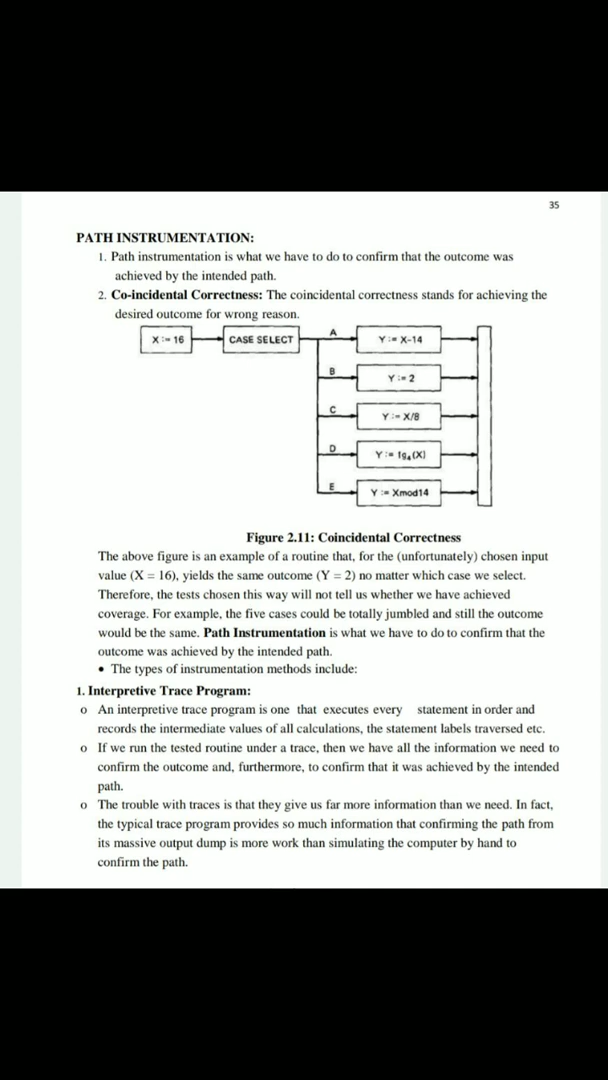 35
PATH INSTRUMENTATION:
1. Path instrumentation is what we have to do to confirm that the outcome was
achieved by the intended path.
2. Co-incidental Correctness: The coincidental correctness stands for achieving the
desired outcome for wrong reason.
X := 16
CASE SELECT
A
Y := X-14
B
Y := 2
C
Y := X/8
D
Y := lg₄(X)
E
Y := Xmod14
Figure 2.11: Coincidental Correctness
The above figure is an example of a routine that, for the (unfortunately) chosen input
value (X = 16), yields the same outcome (Y = 2) no matter which case we select.
Therefore, the tests chosen this way will not tell us whether we have achieved
coverage. For example, the five cases could be totally jumbled and still the outcome
would be the same. Path Instrumentation is what we have to do to confirm that the
outcome was achieved by the intended path.
• The types of instrumentation methods include:
1. Interpretive Trace Program:
o An interpretive trace program is one that executes every statement in order and
records the intermediate values of all calculations, the statement labels traversed etc.
o If we run the tested routine under a trace, then we have all the information we need to
confirm the outcome and, furthermore, to confirm that it was achieved by the intended
path.
o The trouble with traces is that they give us far more information than we need. In fact,
the typical trace program provides so much information that confirming the path from
its massive output dump is more work than simulating the computer by hand to
confirm the path.